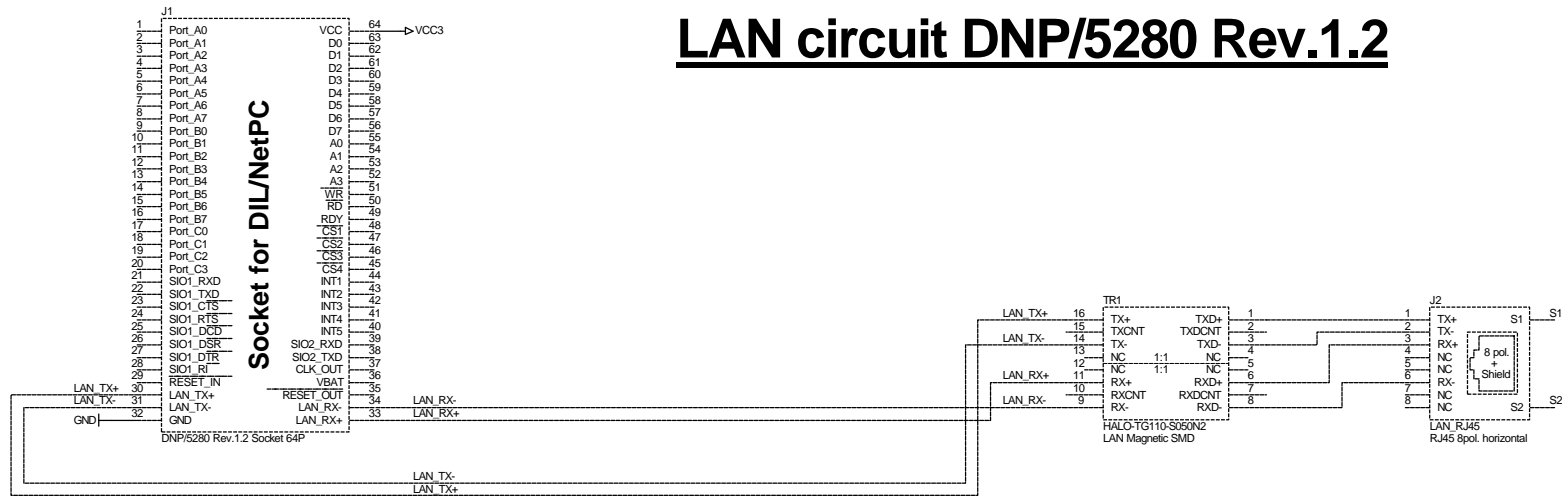 LAN circuit DNP/5280 Rev.1.2
J1
1 Port_A0 VCC 64 VCC3
2 Port_A1 D0 63
3 Port_A2 D1 62
4 Port_A3 D2 61
5 Port_A4 D3 60
6 Port_A5 D4 59
7 Port_A6 D5 58
8 Port_A7 D6 57
9 Port_B0 D7 56
10 Port_B1 A0 55
11 Port_B2 A1 54
12 Port_B3 A2 53
13 Port_B4 A3 52
14 Port_B5 WR 51
15 Port_B6 RD 50
16 Port_B7 RDY 49
17 Port_C0 CS1 48
18 Port_C1 CS2 47
19 Port_C2 CS3 46
20 Port_C3 CS4 45
21 SIO1_RXD INT1 44
22 SIO1_TXD INT2 43
23 SIO1_CTS INT3 42
24 SIO1_RTS INT4 41
25 SIO1_DCD INT5 40
26 SIO1_DSR SIO2_RXD 39
27 SIO1_DTR SIO2_TXD 38
28 SIO1_RI CLK_OUT 37
29 RESET_IN VBAT 36
LAN_TX+ 30 LAN_TX+ RESET_OUT 35
LAN_TX- 31 LAN_TX- LAN_RX- 34 LAN_RX-
GND 32 GND LAN_RX+ 33 LAN_RX+
Socket for DIL/NetPC
DNP/5280 Rev.1.2 Socket 64P
LAN_TX-
LAN_TX+
TR1
LAN_TX+ 16 TX+ TXD+ 1
15 TXCNT TXDCNT 2
LAN_TX- 14 TX- TXD- 3
13 NC NC 4
1:1
12 NC NC 5
1:1
LAN_RX+ 11 RX+ RXD+ 6
10 RXCNT RXDCNT 7
LAN_RX- 9 RX- RXD- 8
HALO-TG110-S050N2
LAN Magnetic SMD
J2
1 TX+ S1 S1
2 TX-
3 RX+
4 NC
5 NC
6 RX-
7 NC
8 NC S2 S2
8 pol.
+
Shield
LAN_RJ45
RJ45 8pol. horizontal